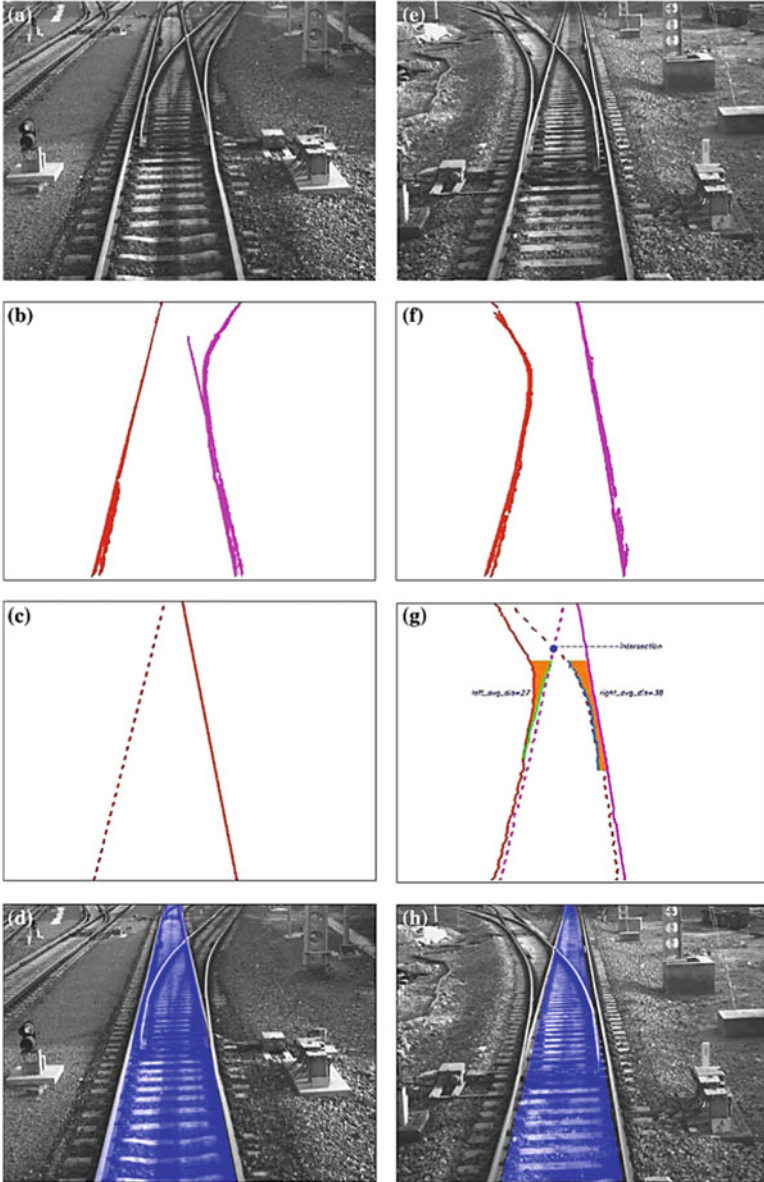 (a)
(e)
(b)
(f)
(c)
(g)
Intersection
left_avg_dis=27
right_avg_dis=38
(d)
(h)